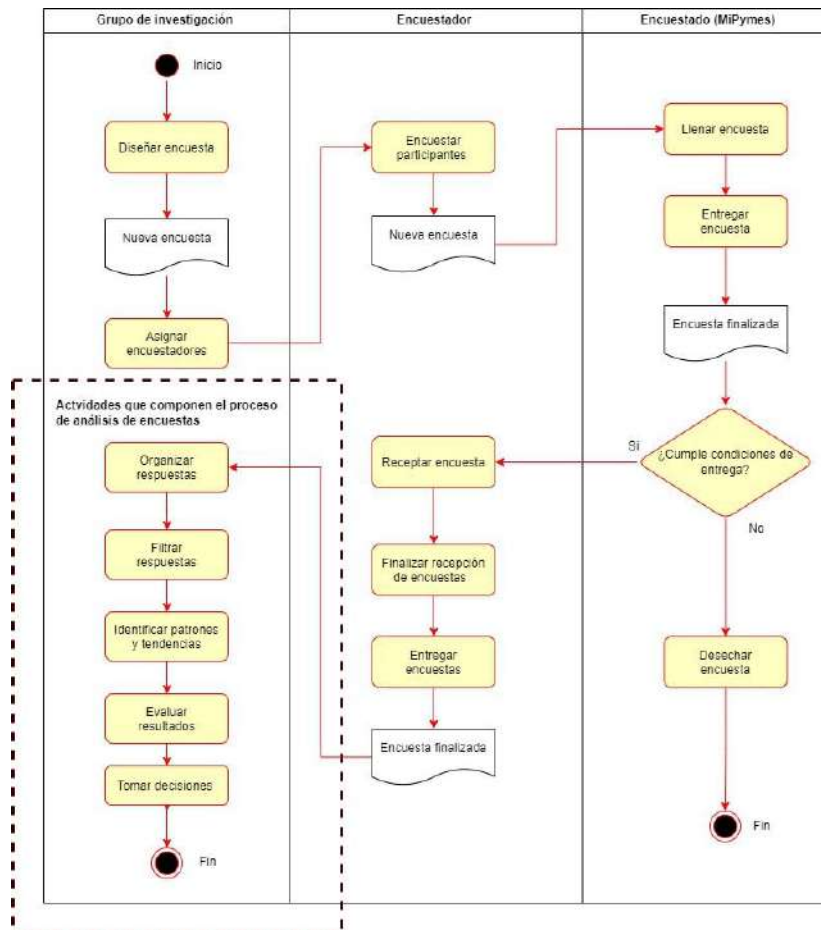 Grupo de investigación
Encuestador
Encuestado (MiPymes)
Inicio
Diseñar encuesta
Nueva encuesta
Asignar
encuestadores
Encuestar
participantes
Nueva encuesta
Llenar encuesta
Entregar
encuesta
Encuesta finalizada
¿Cumple condiciones de
entrega?
Si
No
Actvidades que componen el proceso
de análisis de encuestas
Organizar
respuestas
Filtrar
respuestas
Identificar patrones
y tendencias
Evaluar
resultados
Tomar decisiones
Fin
Receptar encuesta
Finalizar recepción
de encuestas
Entregar
encuestas
Encuesta finalizada
Desechar
encuesta
Fin